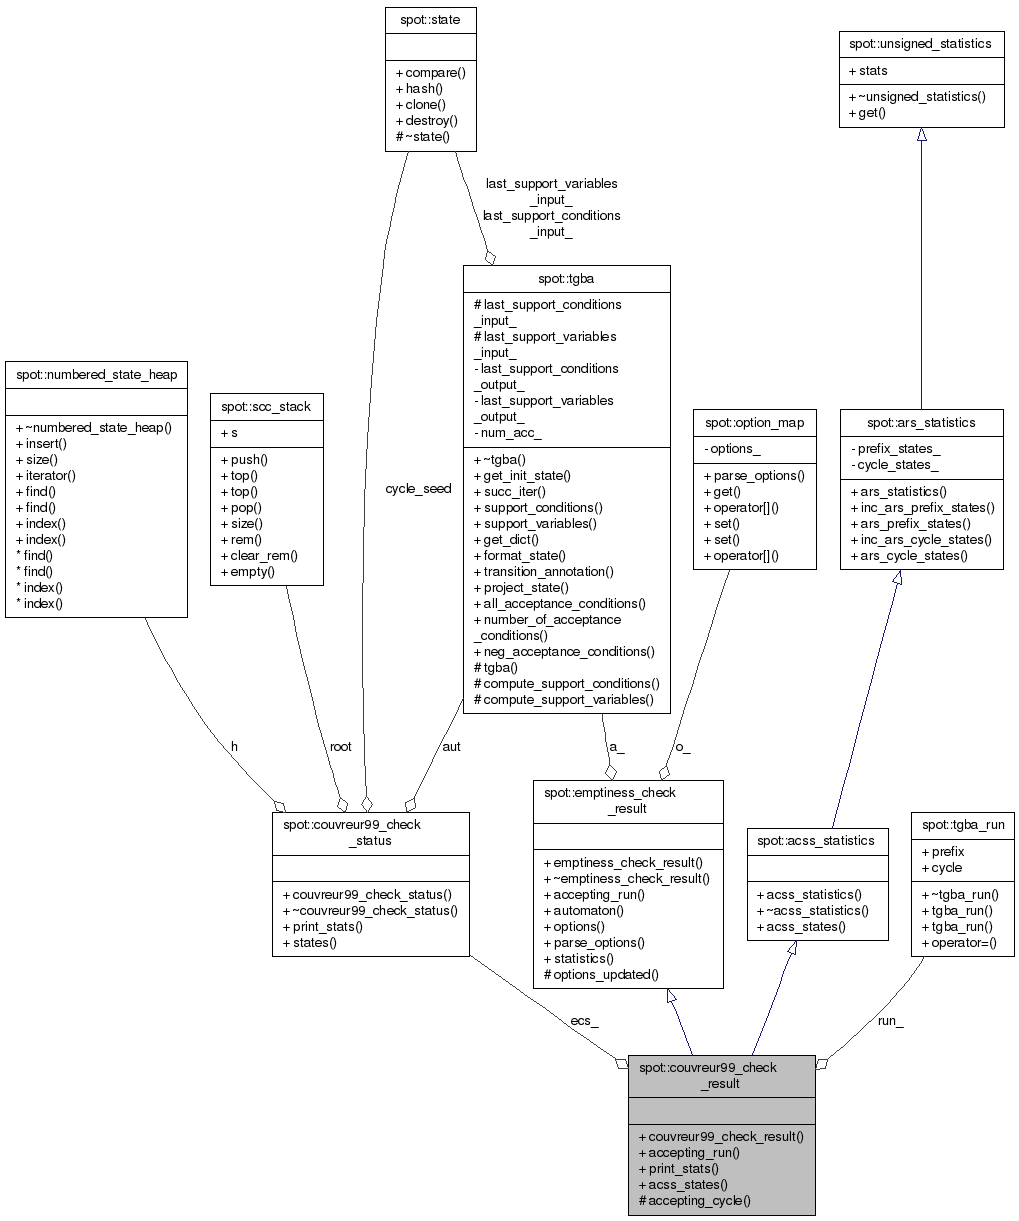 spot::state
+ compare()
+ hash()
+ clone()
+ destroy()
# ~state()
spot::unsigned_statistics
+ stats
+ ~unsigned_statistics()
+ get()
last_support_variables
_input_
last_support_conditions
_input_
spot::tgba
# last_support_conditions
_input_
# last_support_variables
_input_
- last_support_conditions
_output_
- last_support_variables
_output_
- num_acc_
+ ~tgba()
+ get_init_state()
+ succ_iter()
+ support_conditions()
+ support_variables()
+ get_dict()
+ format_state()
+ transition_annotation()
+ project_state()
+ all_acceptance_conditions()
+ number_of_acceptance
_conditions()
+ neg_acceptance_conditions()
# tgba()
# compute_support_conditions()
# compute_support_variables()
spot::numbered_state_heap
+ ~numbered_state_heap()
+ insert()
+ size()
+ iterator()
+ find()
+ find()
+ index()
+ index()
* find()
* find()
* index()
* index()
spot::scc_stack
+ s
+ push()
+ top()
+ top()
+ pop()
+ size()
+ rem()
+ clear_rem()
+ empty()
cycle_seed
spot::option_map
- options_
+ parse_options()
+ get()
+ operator[]()
+ set()
+ set()
+ operator[]()
spot::ars_statistics
- prefix_states_
- cycle_states_
+ ars_statistics()
+ inc_ars_prefix_states()
+ ars_prefix_states()
+ inc_ars_cycle_states()
+ ars_cycle_states()
h
root
aut
a_
o_
spot::couvreur99_check
_status
+ couvreur99_check_status()
+ ~couvreur99_check_status()
+ print_stats()
+ states()
spot::emptiness_check
_result
+ emptiness_check_result()
+ ~emptiness_check_result()
+ accepting_run()
+ automaton()
+ options()
+ parse_options()
+ statistics()
# options_updated()
spot::acss_statistics
+ acss_statistics()
+ ~acss_statistics()
+ acss_states()
spot::tgba_run
+ prefix
+ cycle
+ ~tgba_run()
+ tgba_run()
+ tgba_run()
+ operator=()
ecs_
run_
spot::couvreur99_check
_result
+ couvreur99_check_result()
+ accepting_run()
+ print_stats()
+ acss_states()
# accepting_cycle()